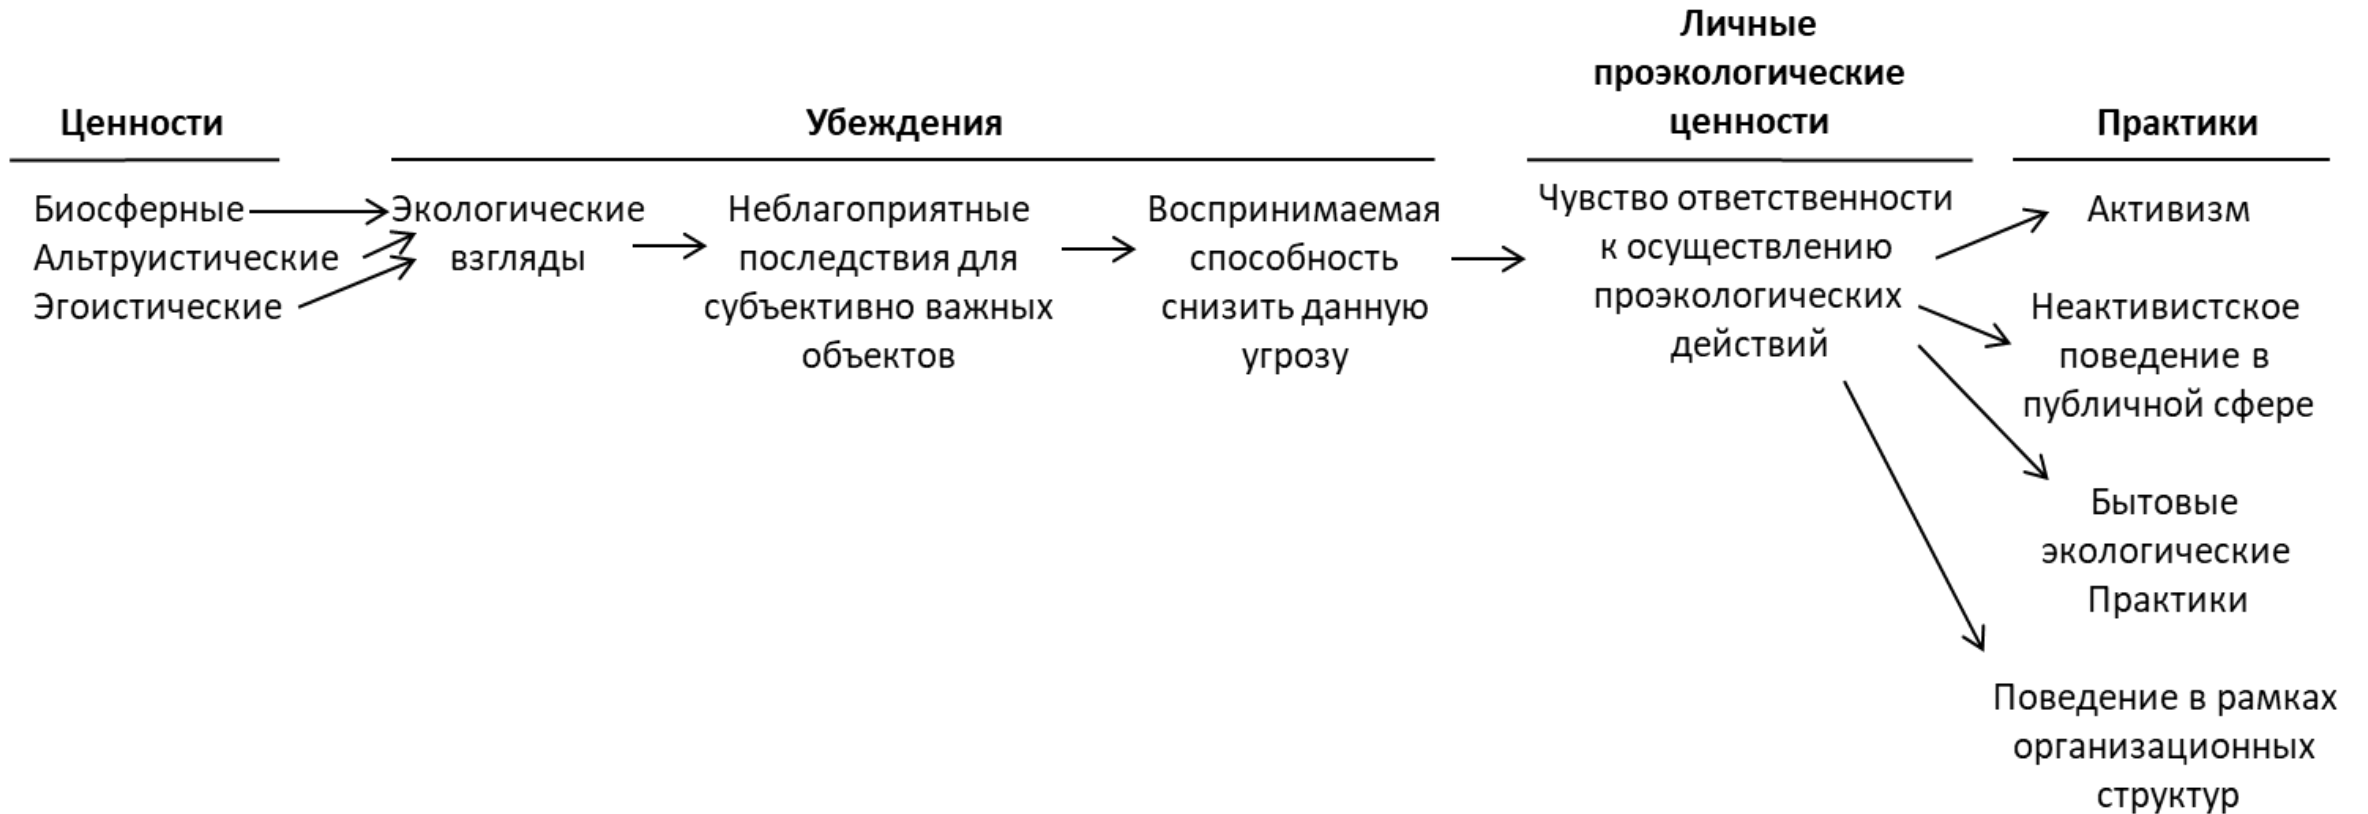 Ценности
Биосферные
Альтруистические
Эгоистические
Убеждения
Экологические
взгляды
Неблагоприятные
последствия для
субъективно важных
объектов
Воспринимаемая
способность
снизить данную
угрозу
Личные
проэкологические
ценности
Чувство ответственности
к осуществлению
проэкологических
действий
Практики
Активизм
Неактивистское
поведение в
публичной сфере
Бытовые
экологические
Практики
Поведение в рамках
организационных
структур